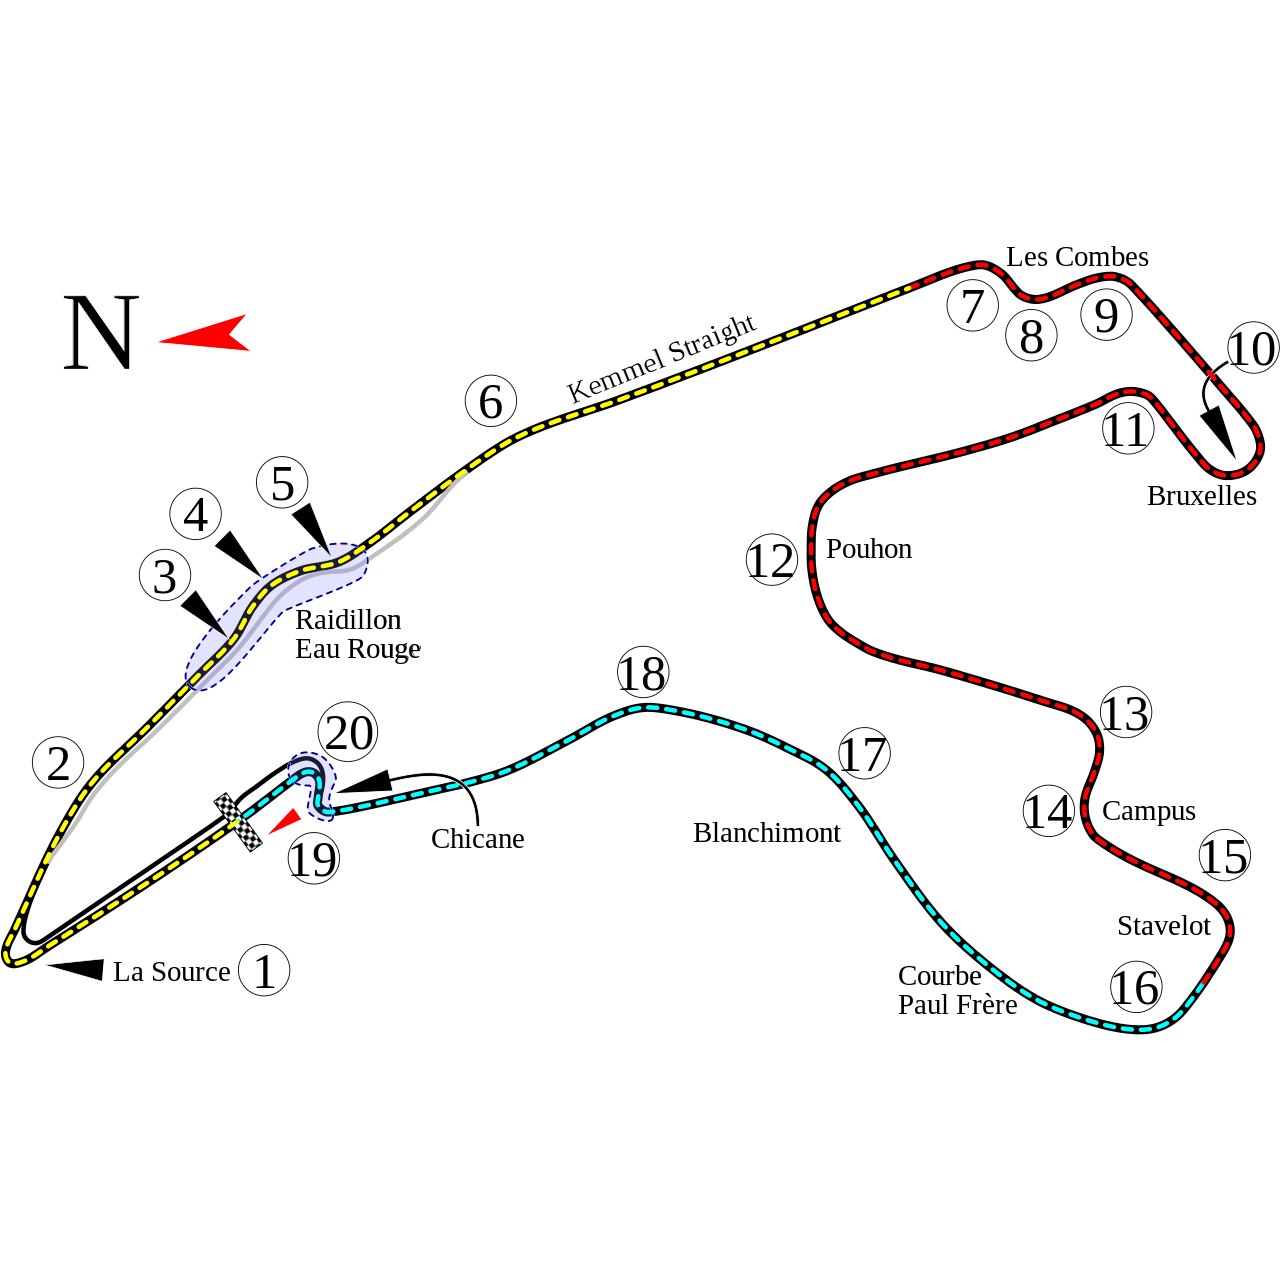 Les Combes
N
7
8
9
10
Kemmel Straight
6
11
5
4
Bruxelles
3
12
Pouhon
Raidillon
Eau Rouge
18
13
20
2
17
14
Campus
Chicane
Blanchimont
19
15
Stavelot
La Source
1
Courbe
Paul Frère
16